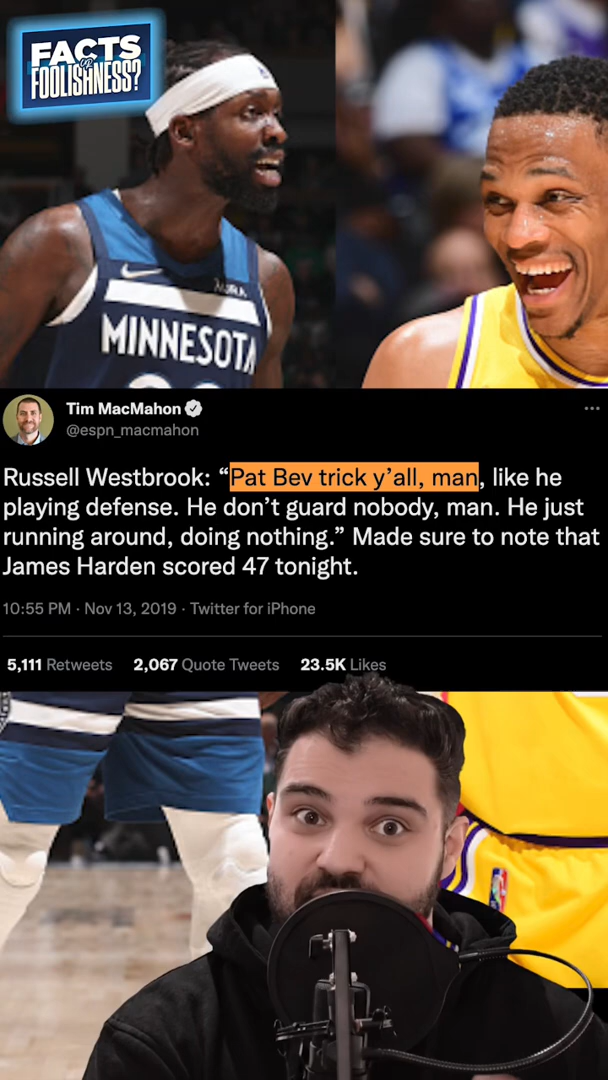 FACTS
or
FOOLISHNESS?
MINNESOTA
Tim MacMahon
@espn_macmahon
Russell Westbrook: “Pat Bev trick y’all, man, like he
playing defense. He don’t guard nobody, man. He just
running around, doing nothing.” Made sure to note that
James Harden scored 47 tonight.
10:55 PM · Nov 13, 2019 · Twitter for iPhone
5,111 Retweets 2,067 Quote Tweets 23.5K Likes